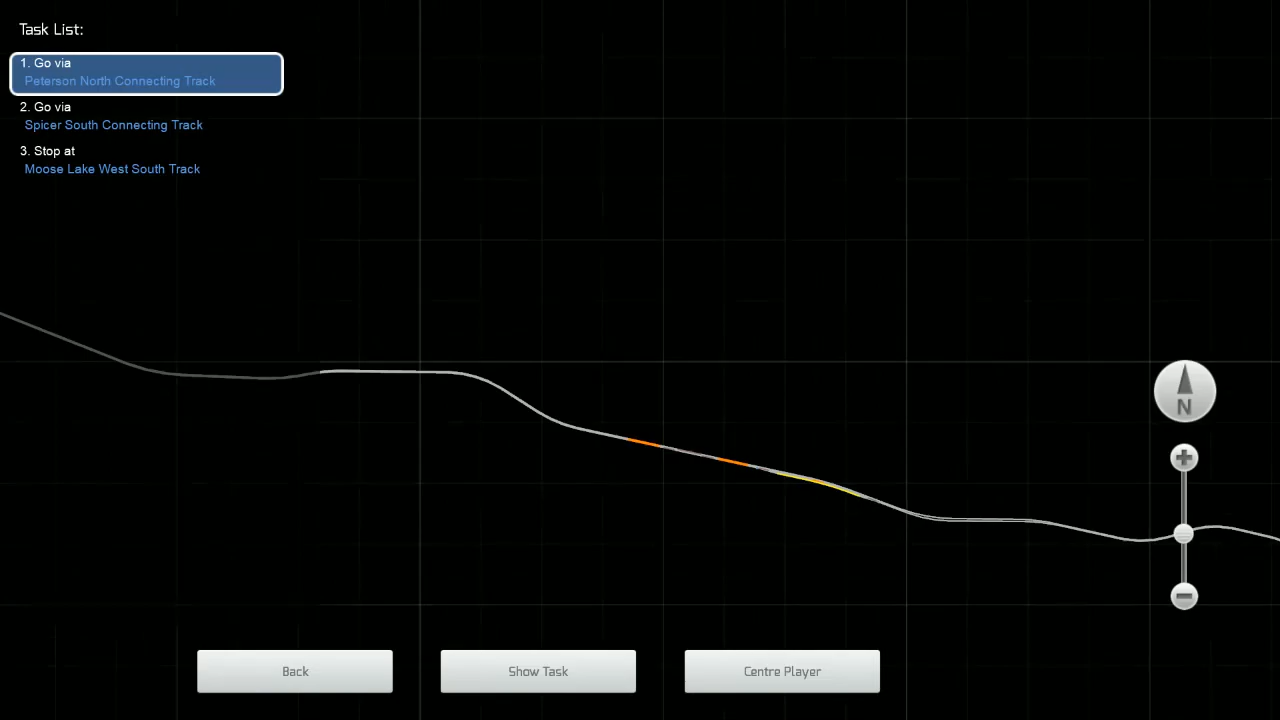 Task List:
1. Go via
Peterson North Connecting Track
2. Go via
Spicer South Connecting Track
3. Stop at
Moose Lake West South Track
N
Back
Show Task
Centre Player